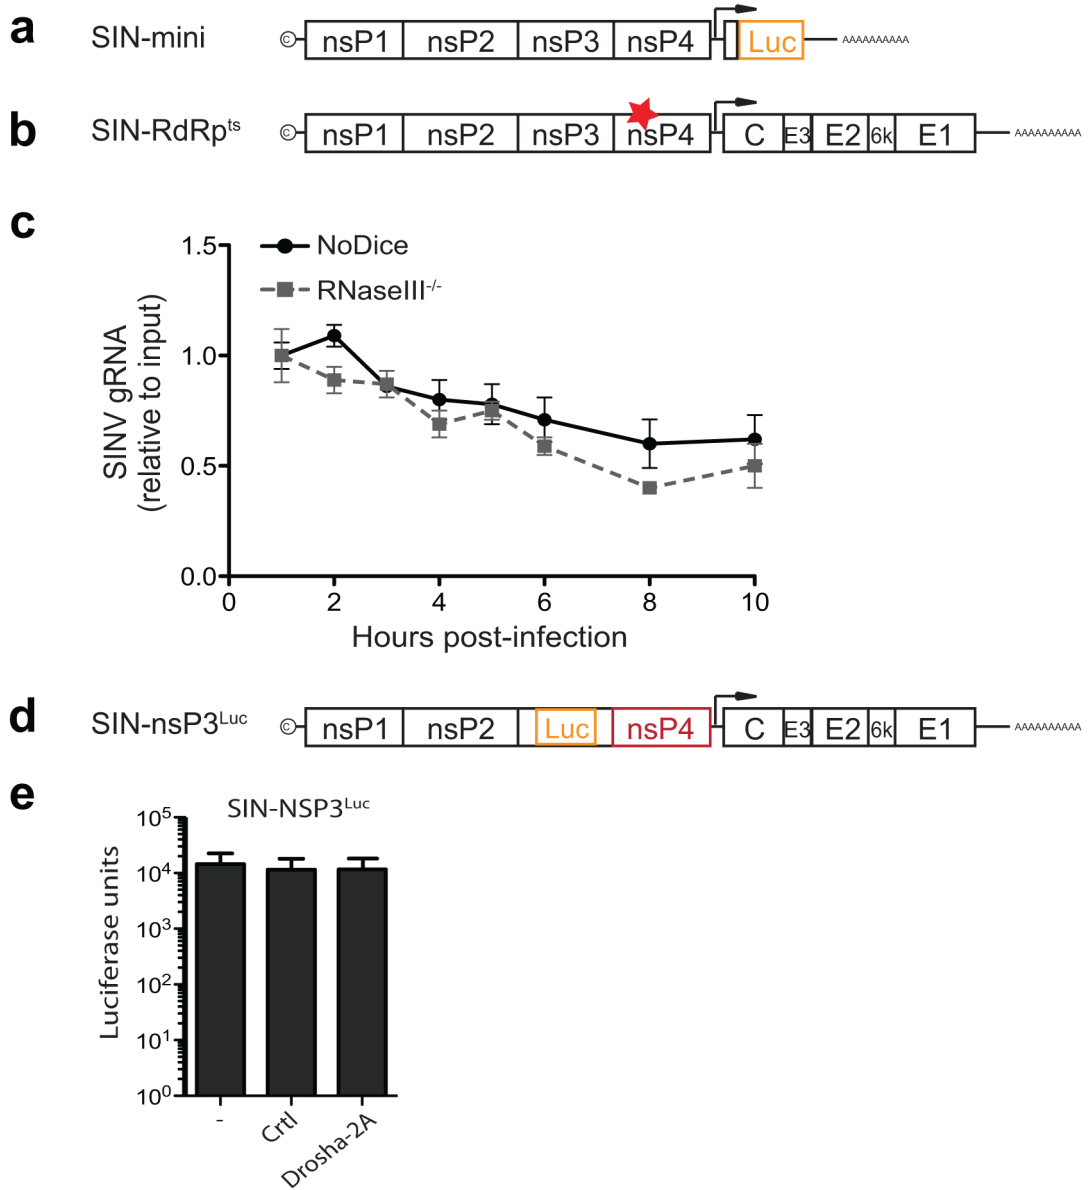 a SIN-mini C nsP1 nsP2 nsP3 nsP4 Luc AAAAAAAAAA
b SIN-RdRpts C nsP1 nsP2 nsP3 nsP4 C E3 E2 6k E1 AAAAAAAAAA
c
NoDice
RNaseIII-/-
SINV gRNA
(relative to input)
1.5
1.0
0.5
0.0
0 2 4 6 8 10
Hours post-infection
d SIN-nsP3Luc C nsP1 nsP2 Luc nsP4 C E3 E2 6k E1 AAAAAAAAAA
e
SIN-NSP3Luc
Luciferase units
10⁵
10⁴
10³
10²
10¹
10⁰
- Crtl Drosha-2A